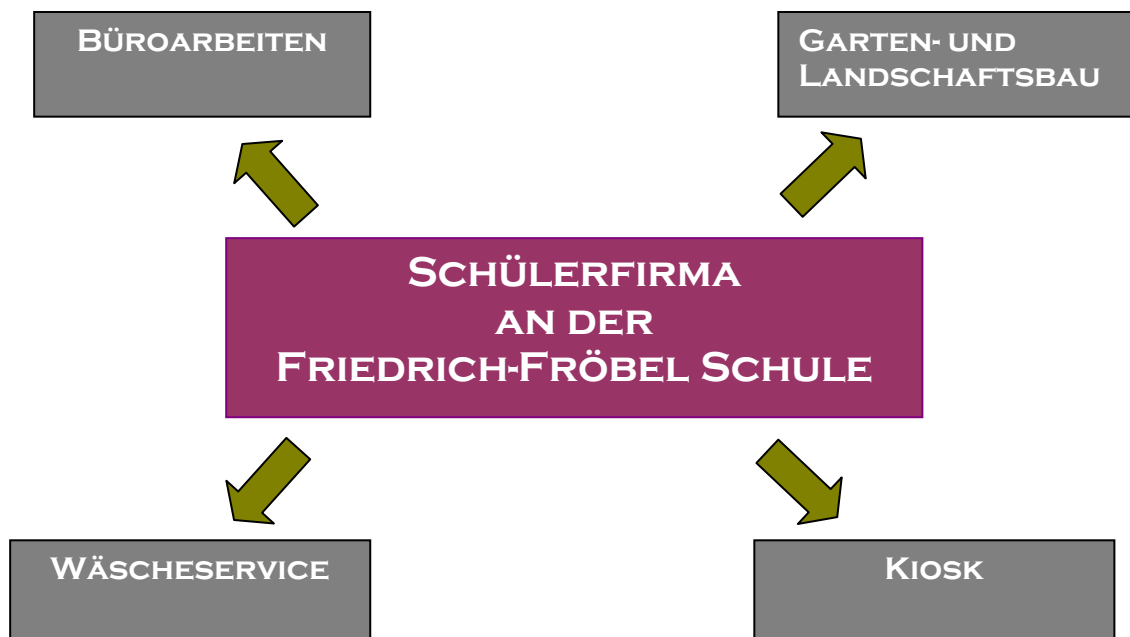 Büroarbeiten
Garten- und
Landschaftsbau
Schülerfirma
an der
Friedrich-Fröbel Schule
Wäscheservice
Kiosk